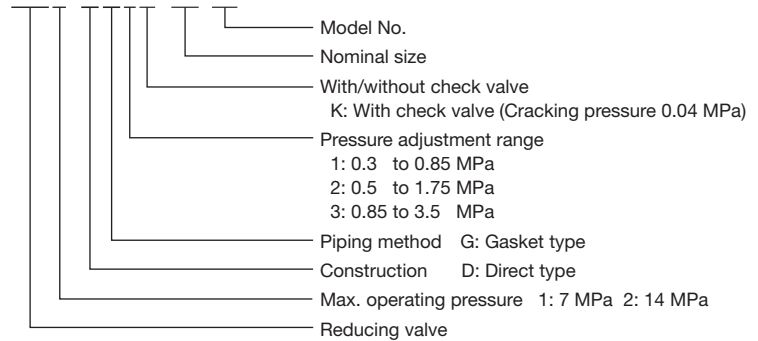 Model No.
Nominal size
With/without check valve
K: With check valve (Cracking pressure 0.04 MPa)
Pressure adjustment range
1: 0.3 to 0.85 MPa
2: 0.5 to 1.75 MPa
3: 0.85 to 3.5 MPa
Piping method G: Gasket type
Construction D: Direct type
Max. operating pressure 1: 7 MPa 2: 14 MPa
Reducing valve